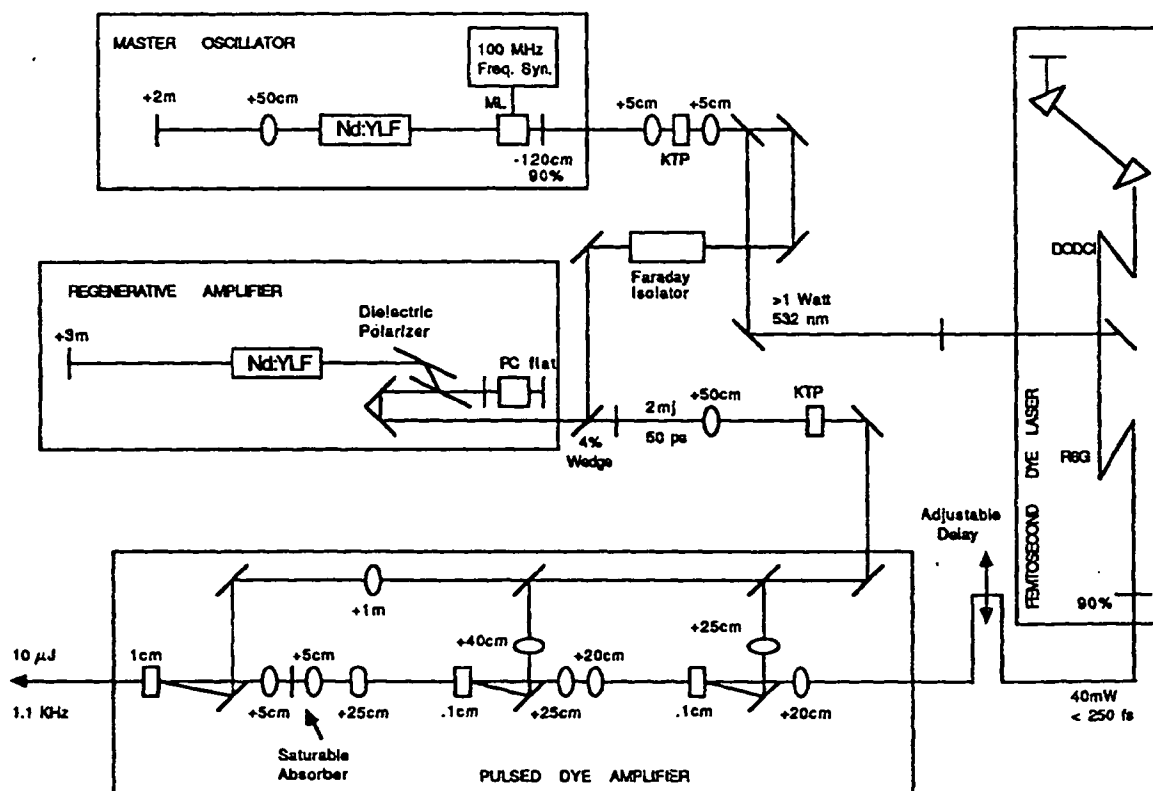 MASTER OSCILLATOR
100 MHz
Freq. Syn.
+2m
+50cm
Nd:YLF
ML
-120cm
90%
+5cm
+5cm
KTP
DODCI
Faraday
Isolator
>1 Watt
532 nm
REGENERATIVE AMPLIFIER
Dielectric
Polarizer
+3m
Nd:YLF
PC flat
4%
Wedge
2mj
50 ps
+50cm
KTP
R6G
FEMTOSECOND DYE LASER
Adjustable
Delay
90%
+1m
+40cm
+25cm
10 μJ
1.1 KHz
1cm
+5cm
+5cm
+25cm
.1cm
+20cm
+25cm
.1cm
+20cm
40mW
< 250 fs
Saturable
Absorber
PULSED DYE AMPLIFIER